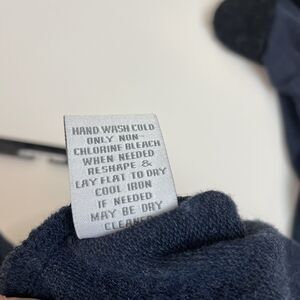 HAND WASH COLD
ONLY NON-
CHLORINE BLEACH
WHEN NEEDED
RESHAPE &
LAY FLAT TO DRY
COOL IRON
IF NEEDED
MAY BE DRY
CLEANED